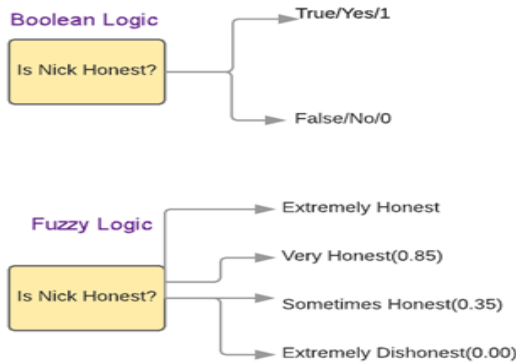 Boolean Logic
True/Yes/1
Is Nick Honest?
False/No/0
Fuzzy Logic
Extremely Honest
Very Honest(0.85)
Is Nick Honest?
Sometimes Honest(0.35)
Extremely Dishonest(0.00)